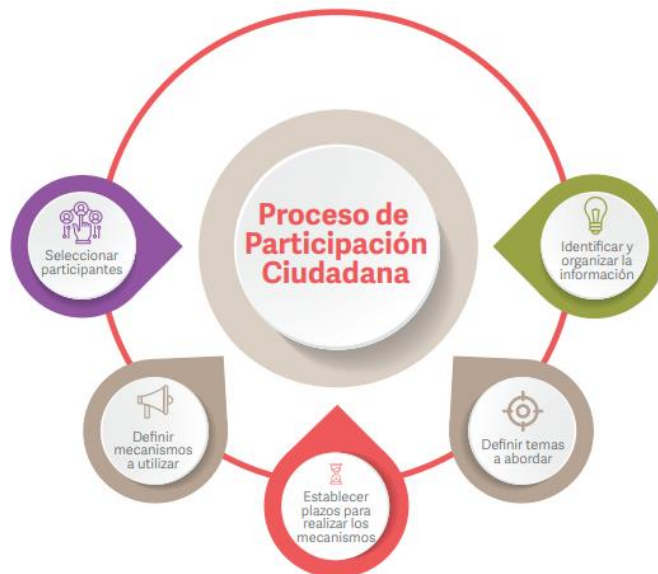 Proceso de
Participación
Ciudadana
Seleccionar
participantes
Identificar y
organizar la
información
Definir
mecanismos
a utilizar
Definir temas
a abordar
Establecer
plazos para
realizar los
mecanismos